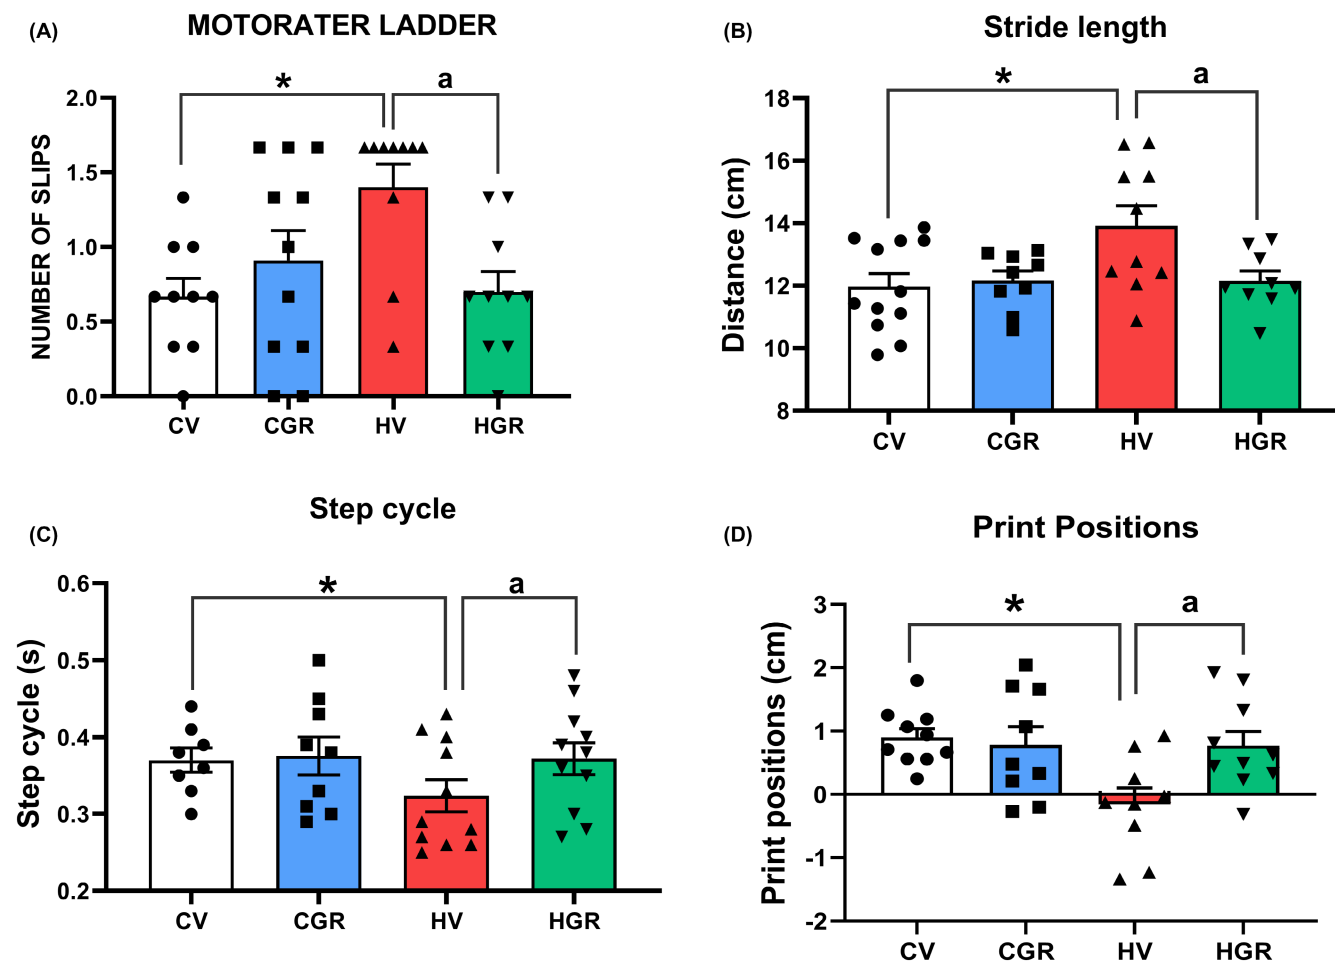 (A)
MOTORATER LADDER
* a
NUMBER OF SLIPS
2.0
1.5
1.0
0.5
0.0
CV CGR HV HGR
(B)
Stride length
* a
Distance (cm)
18
16
14
12
10
8
CV CGR HV HGR
(C)
Step cycle
* a
Step cycle (s)
0.6
0.5
0.4
0.3
0.2
CV CGR HV HGR
(D)
Print Positions
* a
Print positions (cm)
3
2
1
0
-1
-2
CV CGR HV HGR